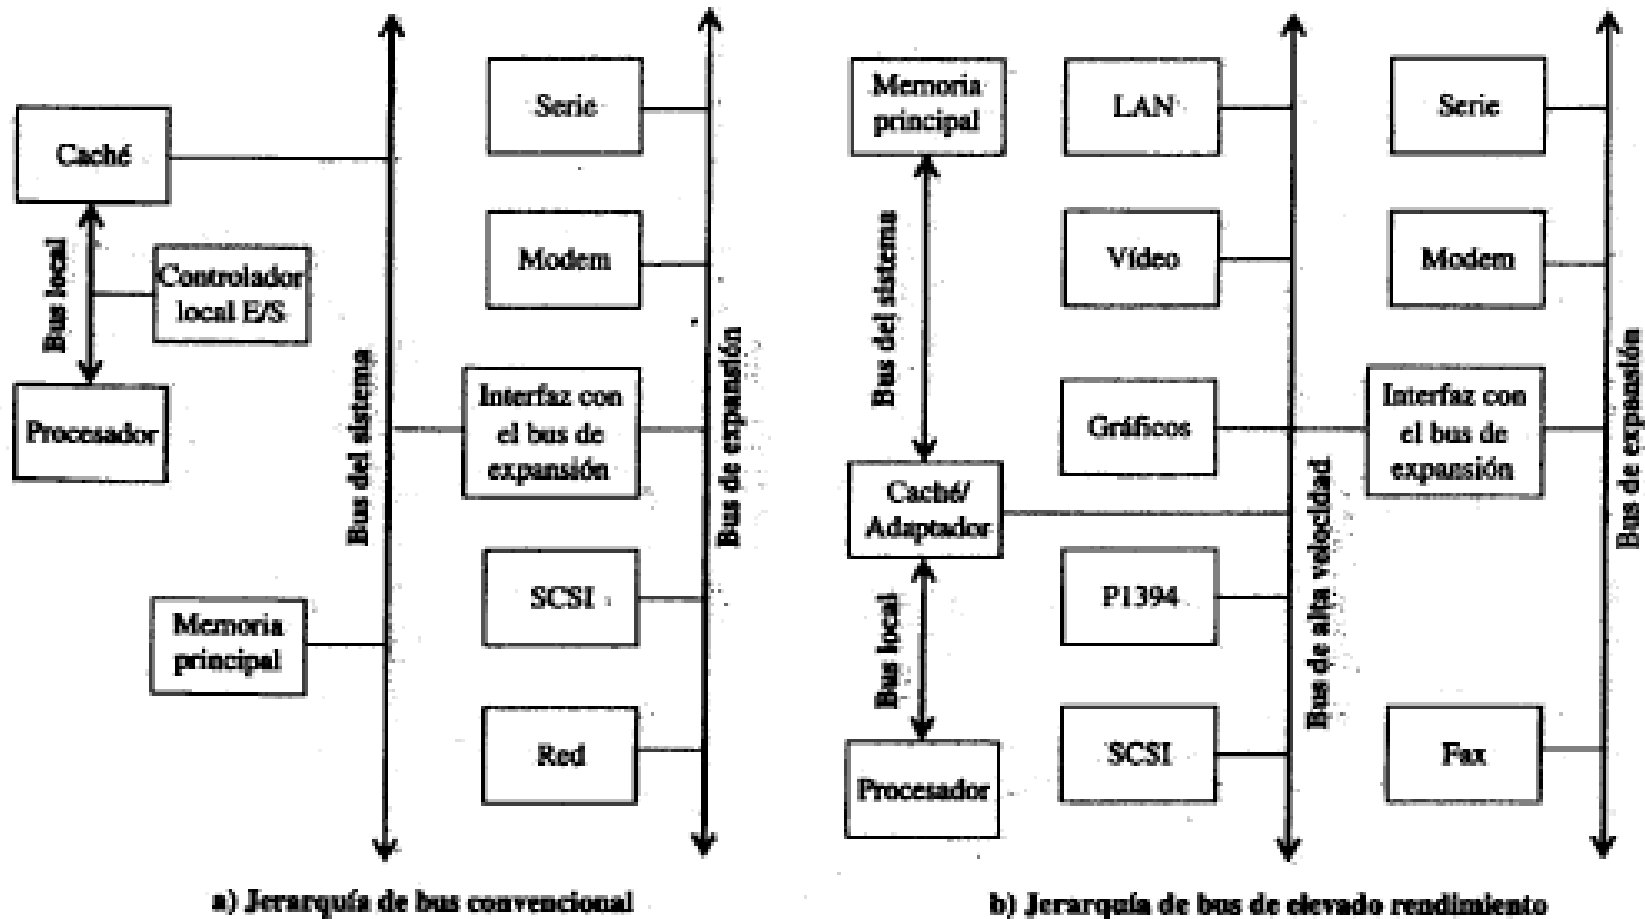 Caché
Bus local
Controlador
local E/S
Procesador
Bus del sistema
Memoria
principal
Serie
Modem
Interfaz con
el bus de
expansión
SCSI
Red
Bus de expansión
a) Jerarquía de bus convencional
Memoria
principal
Bus del sistema
Caché/
Adaptador
Bus local
Procesador
LAN
Vídeo
Gráficos
P1394
SCSI
Bus de alta velocidad
Serie
Modem
Interfaz con
el bus de
expansión
Fax
Bus de expansión
b) Jerarquía de bus de elevado rendimiento